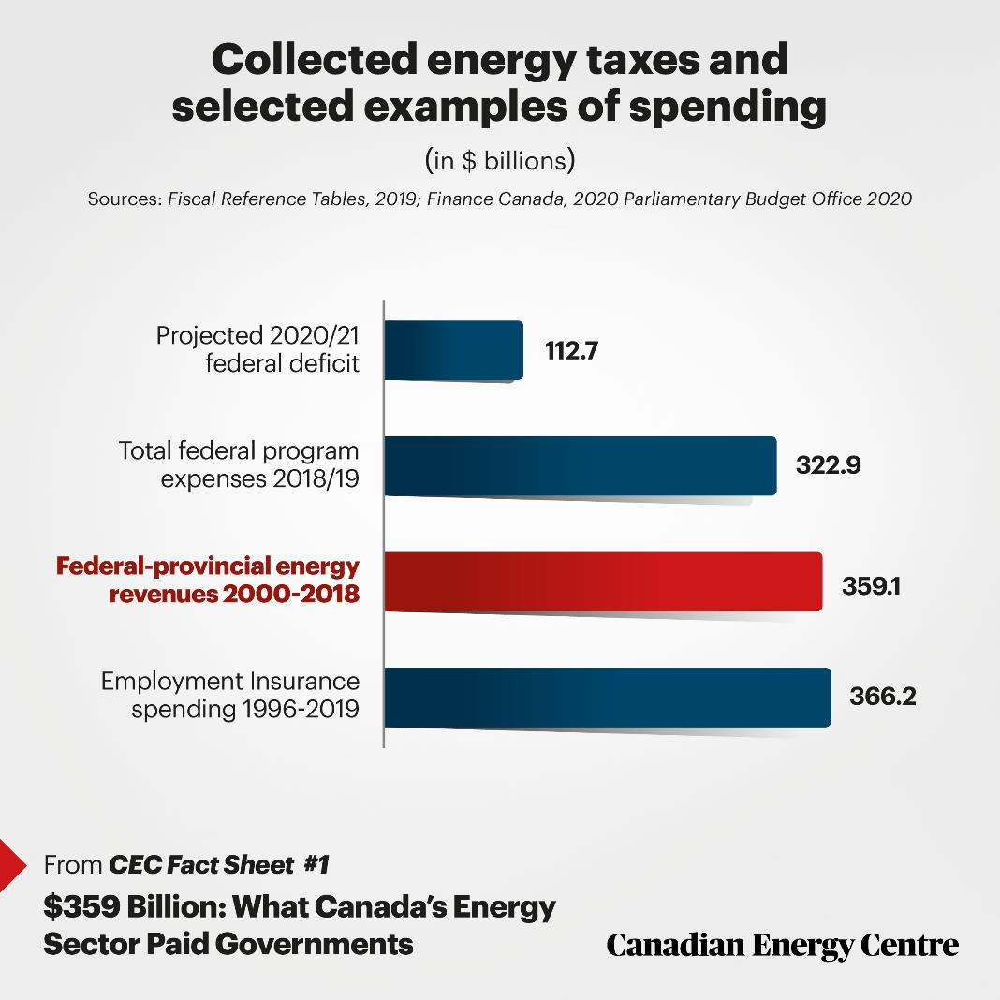 Collected energy taxes and
selected examples of spending
(in $ billions)
Sources: Fiscal Reference Tables, 2019; Finance Canada, 2020 Parliamentary Budget Office 2020
Projected 2020/21
federal deficit
112.7
Total federal program
expenses 2018/19
322.9
Federal-provincial energy
revenues 2000-2018
359.1
Employment Insurance
spending 1996-2019
366.2
From CEC Fact Sheet #1
$359 Billion: What Canada's Energy
Sector Paid Governments
Canadian Energy Centre